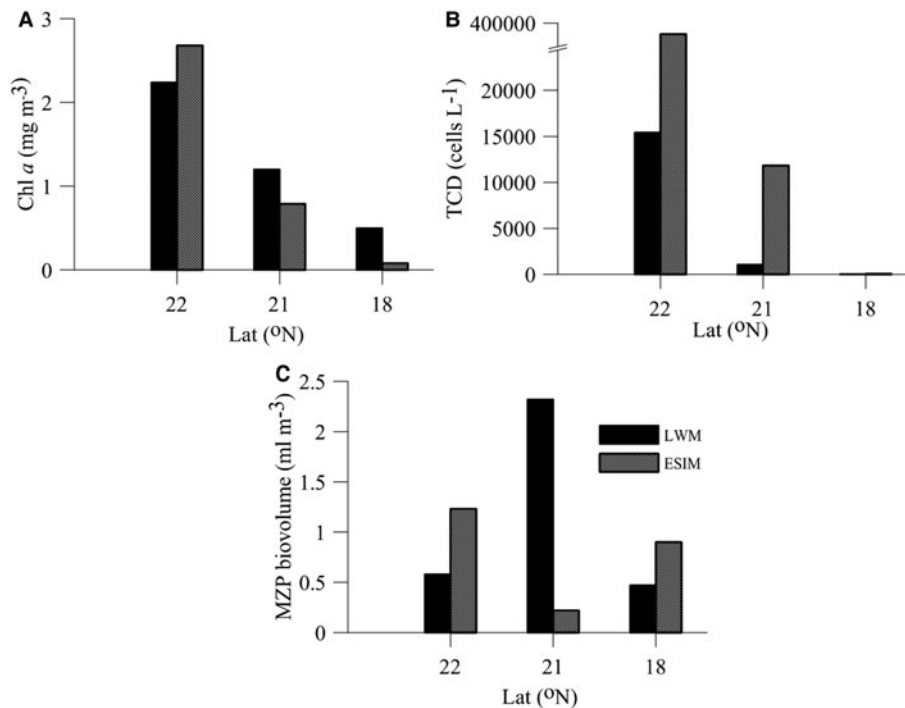 A
Chl a (mg m-3)
3
2
1
0
22 21 18
Lat (oN)
B
TCD (cells L-1)
400000
20000
15000
10000
5000
0
22 21 18
Lat (oN)
C
MZP biovolume (ml m-3)
2.5
2
1.5
1
0.5
0
LWM
ESIM
22 21 18
Lat (oN)